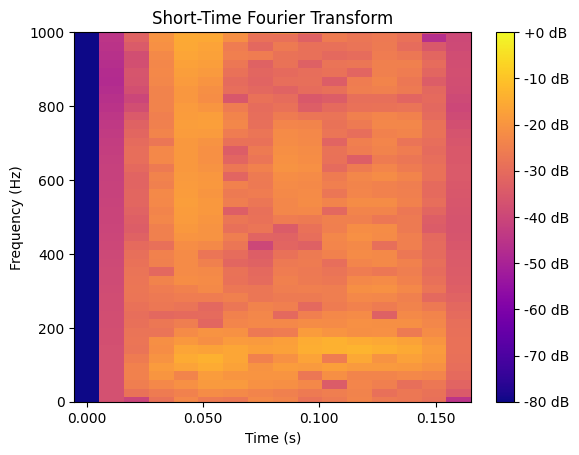 Short-Time Fourier Transform
Frequency (Hz)
1000
800
600
400
200
0
0.000
0.050
0.100
0.150
Time (s)
+0 dB
-10 dB
-20 dB
-30 dB
-40 dB
-50 dB
-60 dB
-70 dB
-80 dB